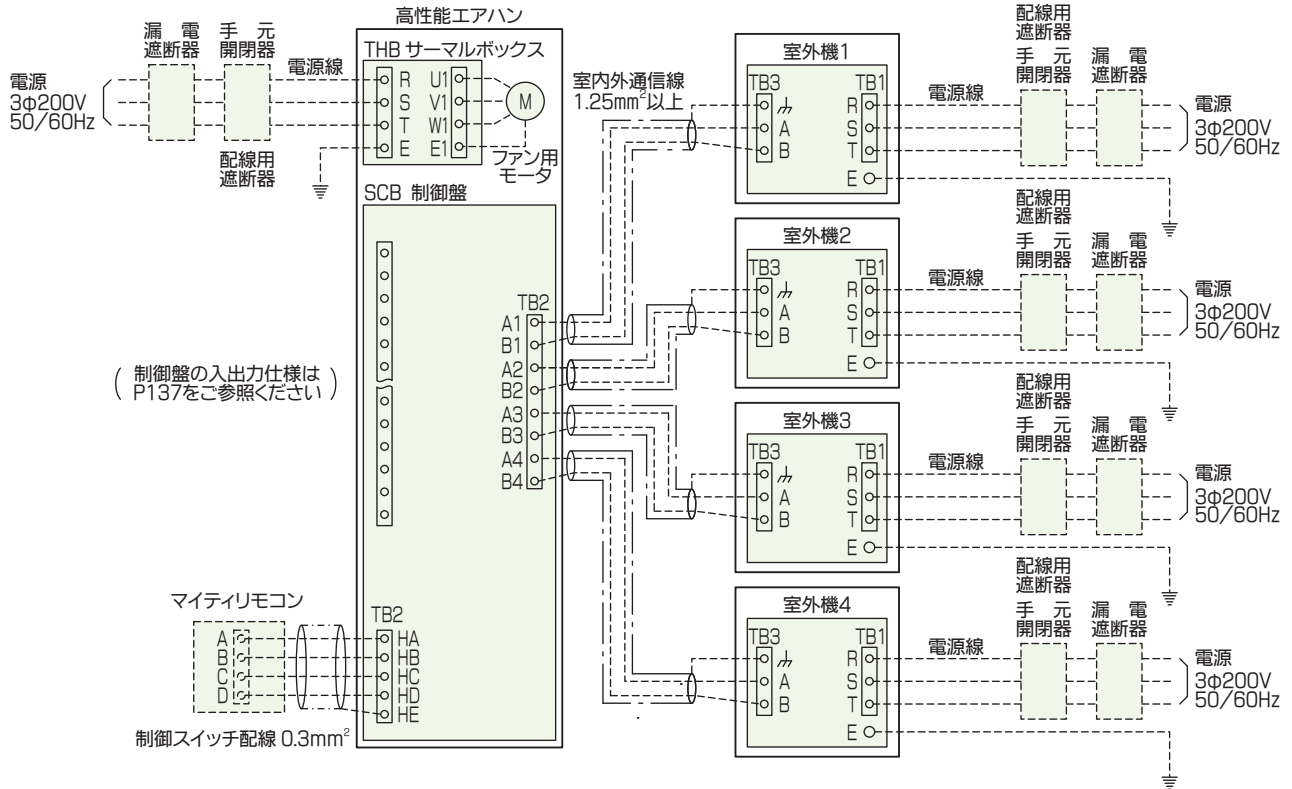 高性能エアハン
漏 電
遮断器
手 元
開閉器
電源線
電源
3φ200V
50/60Hz
配線用
遮断器
THB サーマルボックス
R U1
S V1
T W1
E E1
M
ファン用
モータ
SCB 制御盤
TB2
A1
B1
A2
B2
A3
B3
A4
B4
( 制御盤の入出力仕様は
P137をご参照ください )
マイティリモコン
A
B
C
D
TB2
HA
HB
HC
HD
HE
制御スイッチ配線 0.3mm²
室内外通信線
1.25mm²以上
室外機1
TB3 TB1
A
B
R
S
T
E
電源線
配線用
遮断器
手 元
開閉器
漏 電
遮断器
電源
3φ200V
50/60Hz
室外機2
TB3 TB1
A
B
R
S
T
E
電源線
配線用
遮断器
手 元
開閉器
漏 電
遮断器
電源
3φ200V
50/60Hz
室外機3
TB3 TB1
A
B
R
S
T
E
電源線
配線用
遮断器
手 元
開閉器
漏 電
遮断器
電源
3φ200V
50/60Hz
室外機4
TB3 TB1
A
B
R
S
T
E
電源線
配線用
遮断器
手 元
開閉器
漏 電
遮断器
電源
3φ200V
50/60Hz